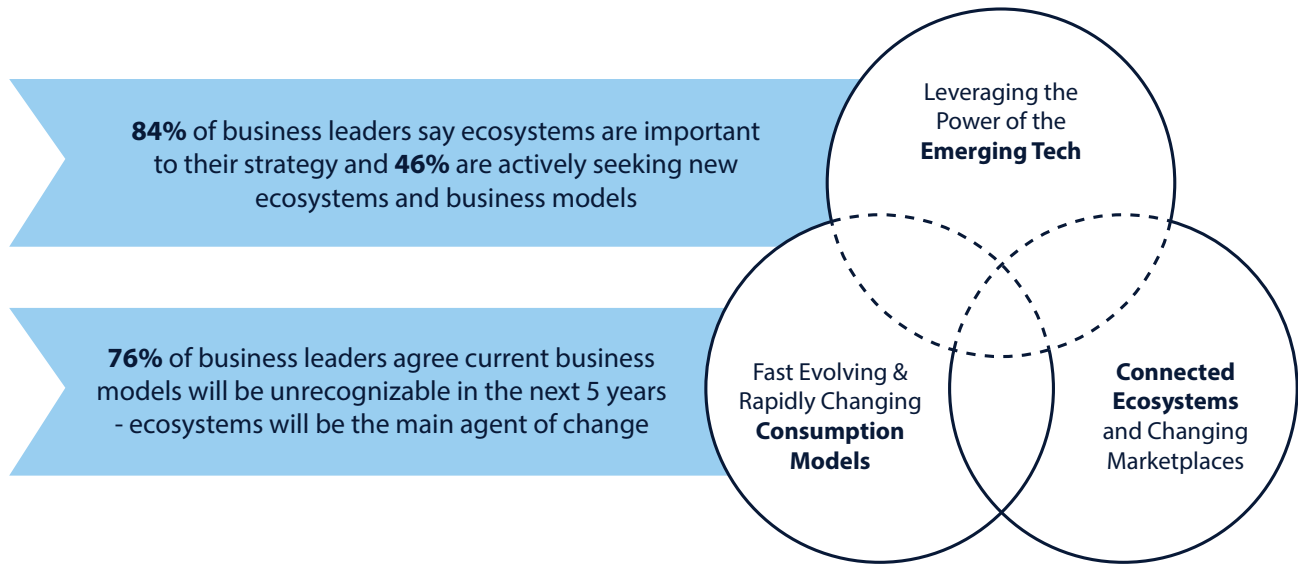 84% of business leaders say ecosystems are important
to their strategy and 46% are actively seeking new
ecosystems and business models
76% of business leaders agree current business
models will be unrecognizable in the next 5 years
- ecosystems will be the main agent of change
Leveraging the
Power of the
Emerging Tech
Fast Evolving &
Rapidly Changing
Consumption
Models
Connected
Ecosystems
and Changing
Marketplaces